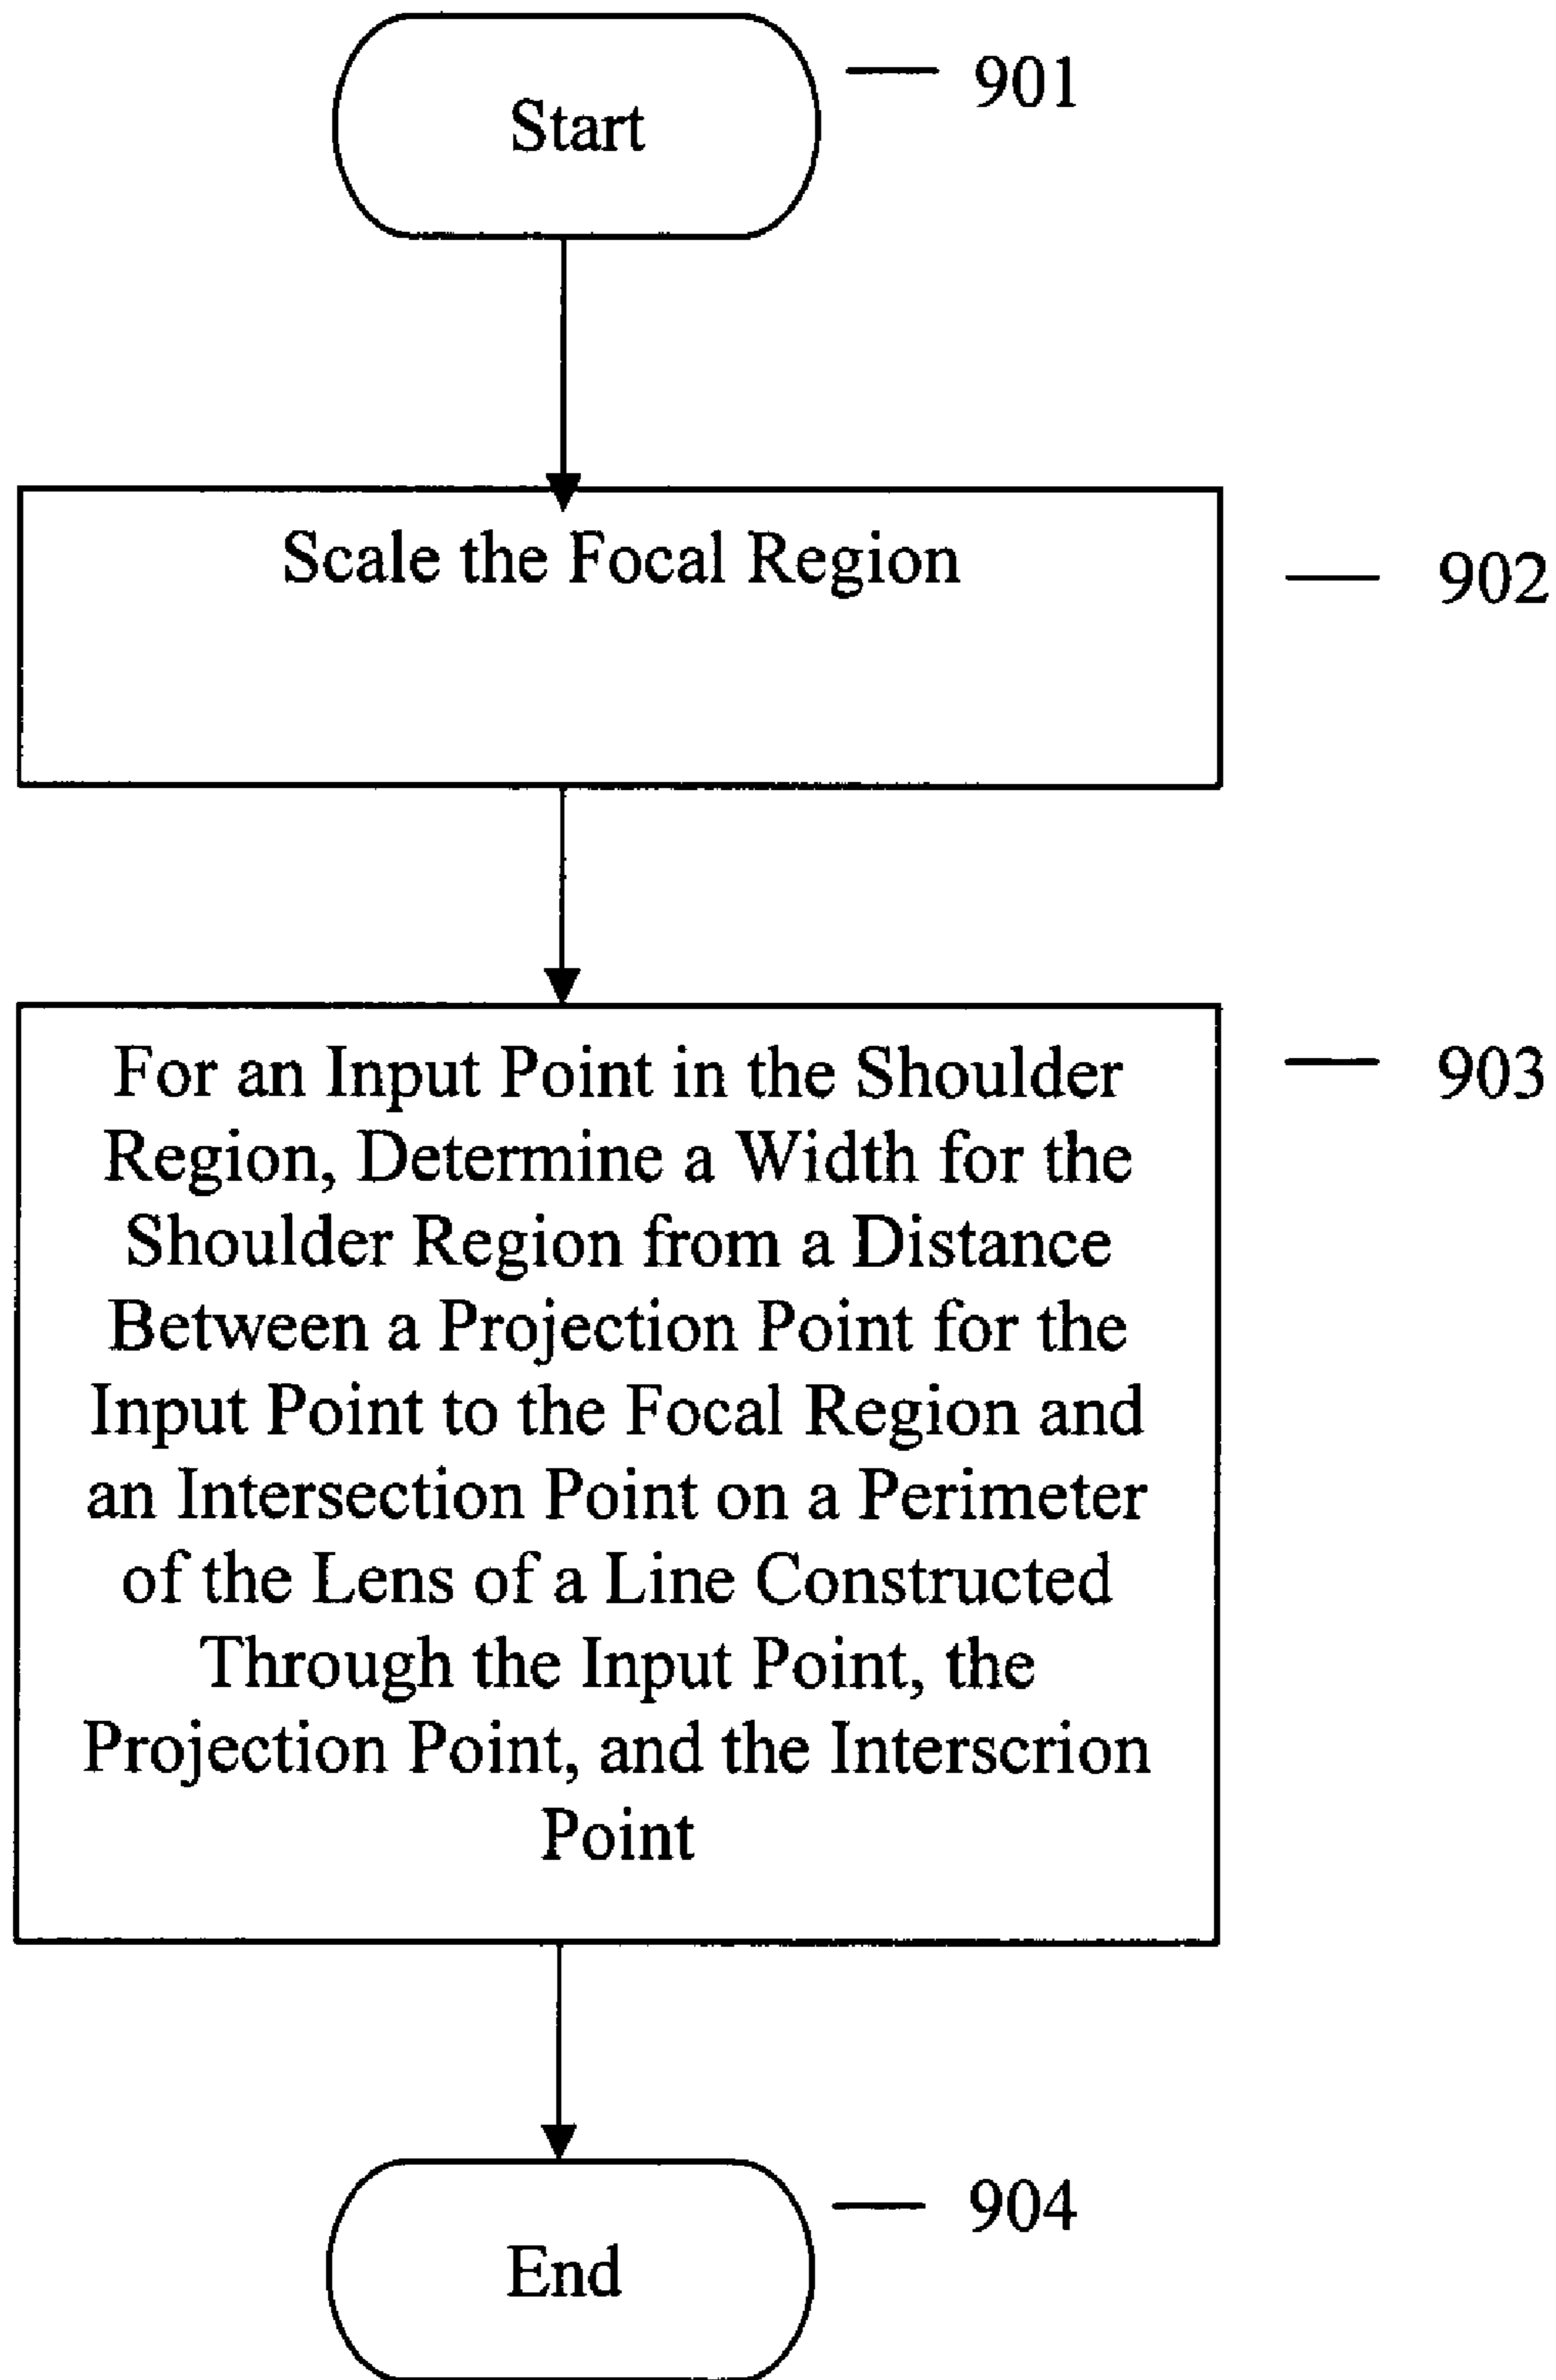 Start
901
Scale the Focal Region
902
For an Input Point in the Shoulder
Region, Determine a Width for the
Shoulder Region from a Distance
Between a Projection Point for the
Input Point to the Focal Region and
an Intersection Point on a Perimeter
of the Lens of a Line Constructed
Through the Input Point, the
Projection Point, and the Interscrion
Point
903
End
904